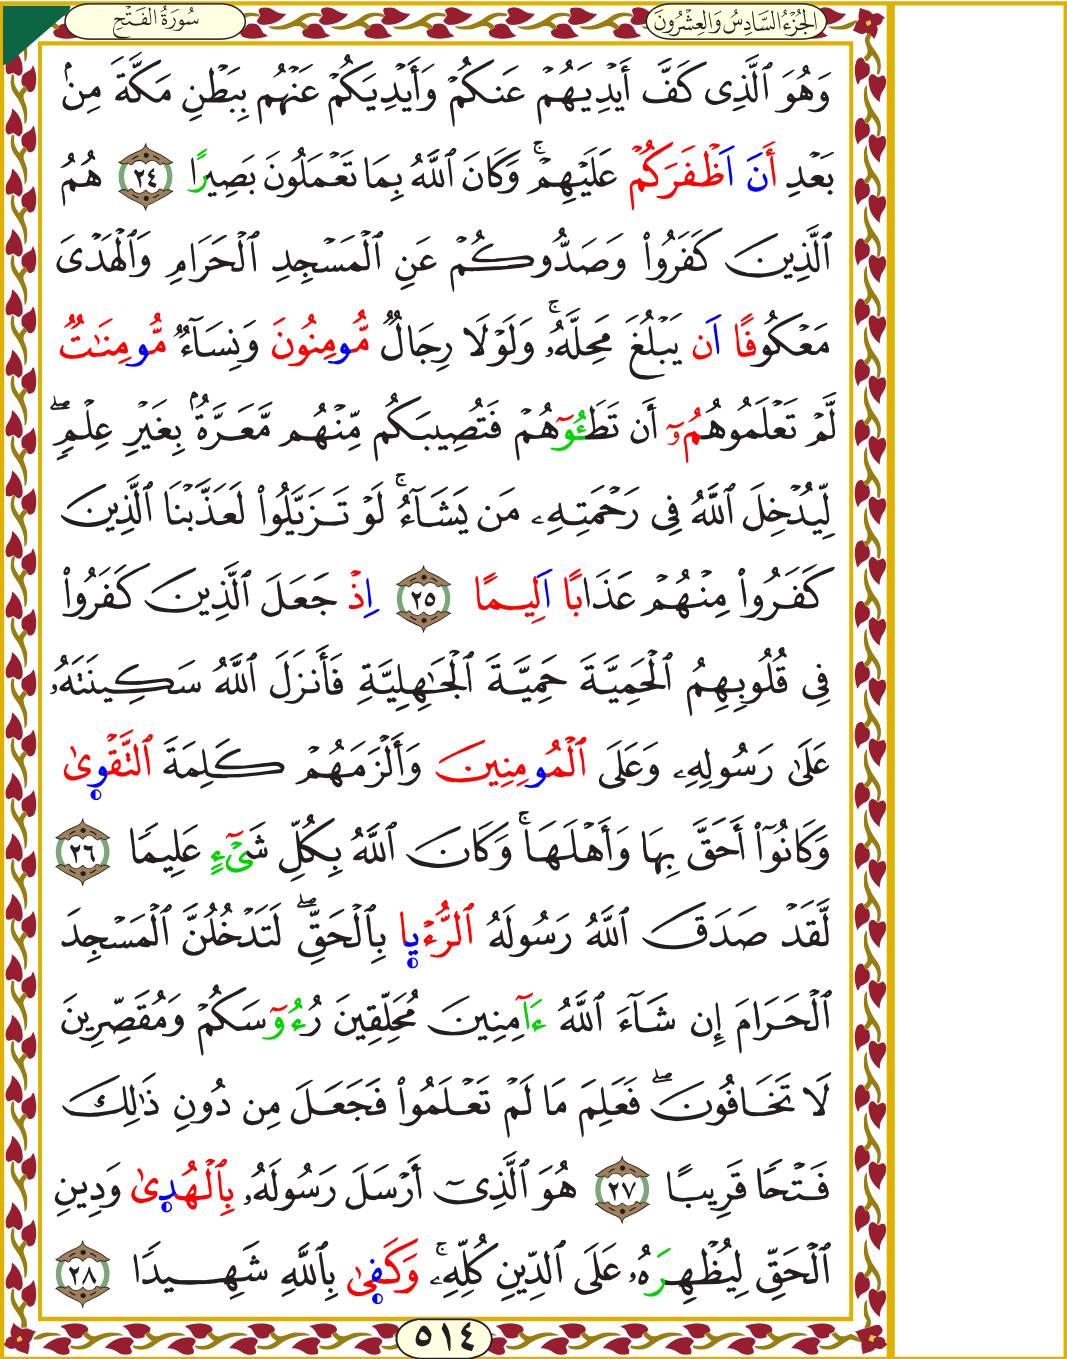 الجُزْءُ السَّادِسُ وَالعِشْرُونَ
سُورَةُ الفَتْحِ
وَهُوَ ٱلَّذِى كَفَّ أَيْدِيَهُمْ عَنكُمْ وَأَيْدِيَكُمْ عَنْهُم بِبَطْنِ مَكَّةَ مِنۢ
بَعْدِ أَنَ اَظْفَرَكُمْ عَلَيْهِمْۚ وَكَانَ ٱللَّهُ بِمَا تَعْمَلُونَ بَصِيرًا ٢٤ هُمُ
ٱلَّذِينَ كَفَرُوا۟ وَصَدُّوكُمْ عَنِ ٱلْمَسْجِدِ ٱلْحَرَامِ وَٱلْهَدْىَ
مَعْكُوفًا اَن يَبْلُغَ مَحِلَّهُۥۚ وَلَوْلَا رِجَالٌ مُّومِنُونَ وَنِسَآءٌ مُّومِنَٰتٌ
لَّمْ تَعْلَمُوهُمُۥٓ أَن تَطَـُٔوٓهُمْ فَتُصِيبَكُم مِّنْهُم مَّعَرَّةٌۢ بِغَيْرِ عِلْمٍۖ
لِّيُدْخِلَ ٱللَّهُ فِى رَحْمَتِهِۦ مَن يَشَآءُۚ لَوْ تَزَيَّلُوا۟ لَعَذَّبْنَا ٱلَّذِينَ
كَفَرُوا۟ مِنْهُمْ عَذَابًا اَلِيمًا ٢٥ اِذْ جَعَلَ ٱلَّذِينَ كَفَرُوا۟
فِى قُلُوبِهِمُ ٱلْحَمِيَّةَ حَمِيَّةَ ٱلْجَٰهِلِيَّةِ فَأَنزَلَ ٱللَّهُ سَكِينَتَهُۥ
عَلَىٰ رَسُولِهِۦ وَعَلَى ٱلْمُومِنِينَ وَأَلْزَمَهُمْ كَلِمَةَ ٱلتَّقْوٜىٰ
وَكَانُوٓا۟ أَحَقَّ بِهَا وَأَهْلَهَاۚ وَكَانَ ٱللَّهُ بِكُلِّ شَىْٓءٍ عَلِيمًا ٢٦
لَّقَدْ صَدَقَ ٱللَّهُ رَسُولَهُ ٱلرُّءْيٜا بِٱلْحَقِّۖ لَتَدْخُلُنَّ ٱلْمَسْجِدَ
ٱلْحَرَامَ إِن شَآءَ ٱللَّهُ ءَآمِنِينَ مُحَلِّقِينَ رُءُوٓسَكُمْ وَمُقَصِّرِينَ
لَا تَخَافُونَۖ فَعَلِمَ مَا لَمْ تَعْلَمُوا۟ فَجَعَلَ مِن دُونِ ذَٰلِكَ
فَتْحًا قَرِيبًا ٢٧ هُوَ ٱلَّذِىٓ أَرْسَلَ رَسُولَهُۥ بِٱلْهُدٜىٰ وَدِينِ
ٱلْحَقِّ لِيُظْهِرَهُۥ عَلَى ٱلدِّينِ كُلِّهِۦۚ وَكَفٜىٰ بِٱللَّهِ شَهِيدًا ٢٨
٥١٤